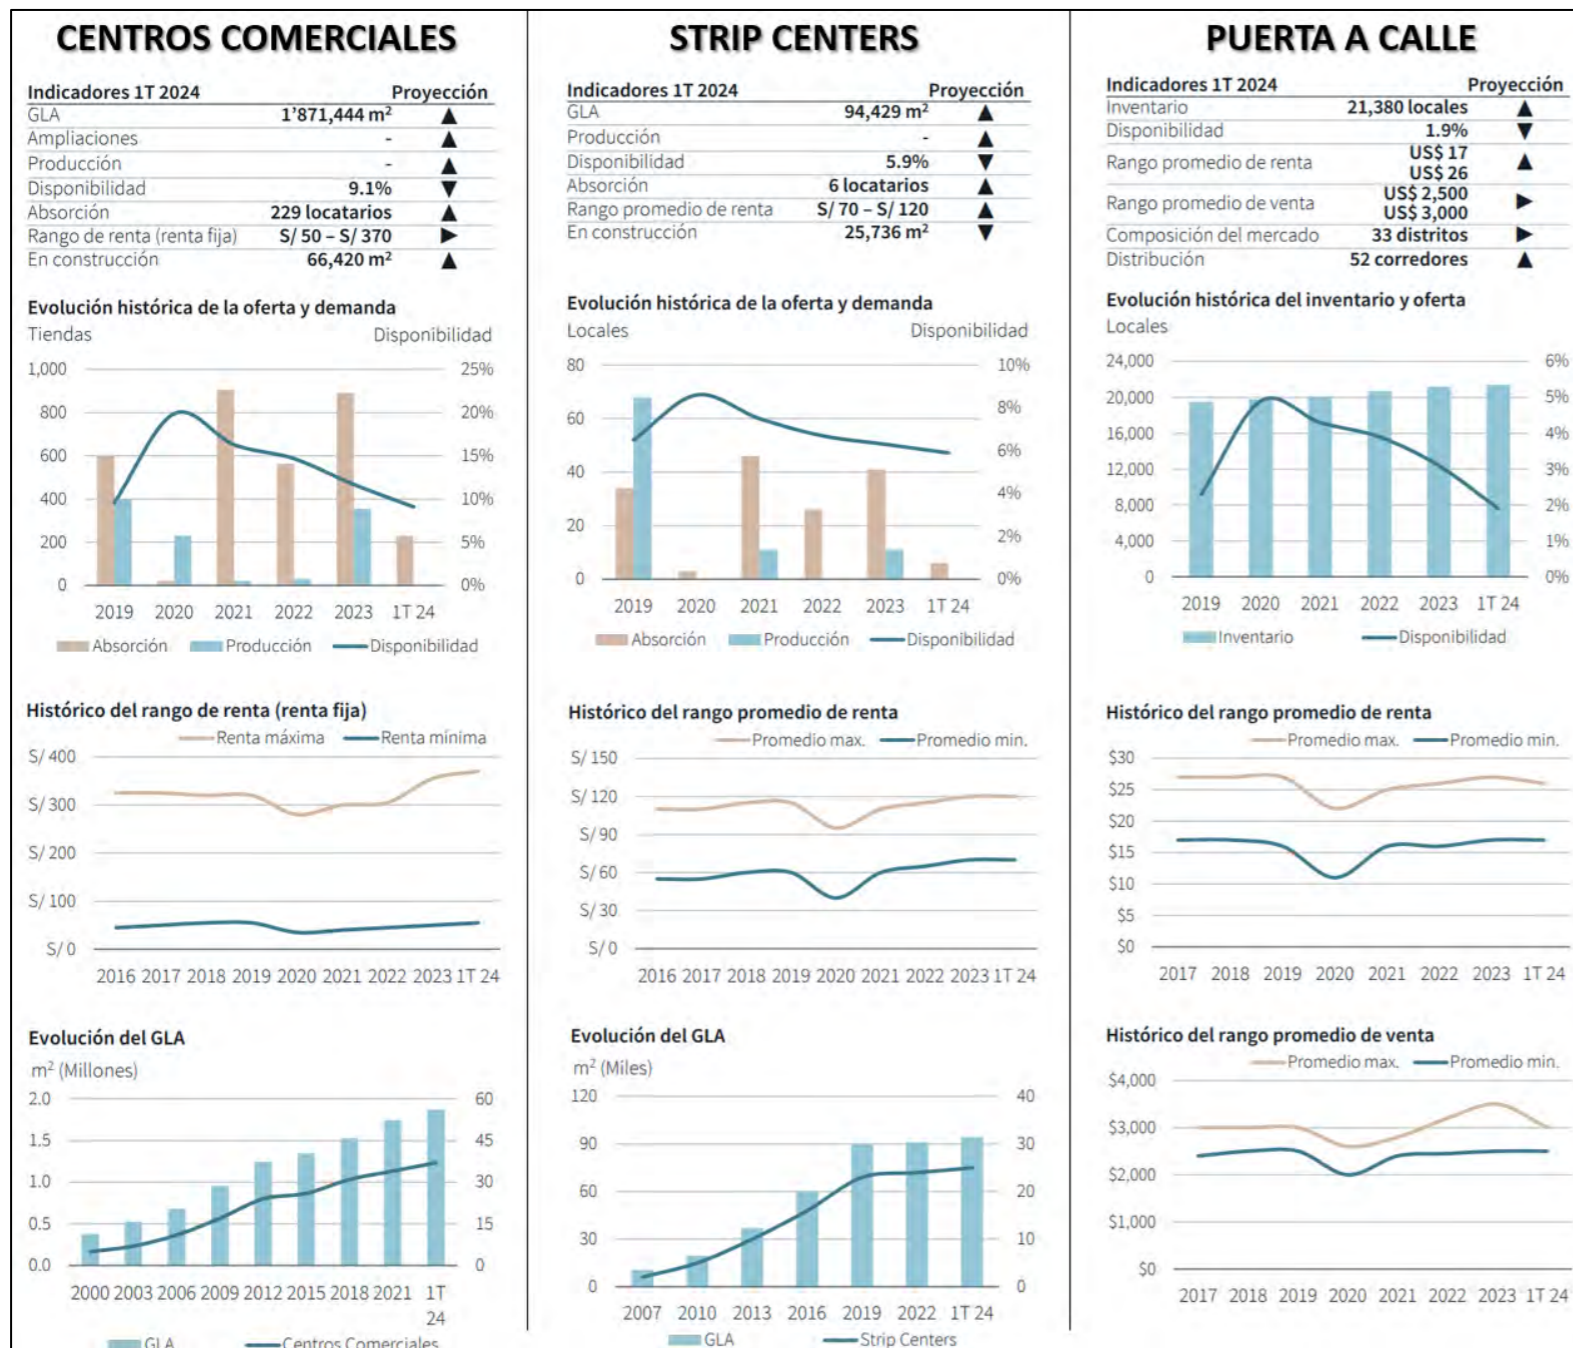 CENTROS COMERCIALES
Indicadores 1T 2024 Proyección
GLA 1’871,444 m² ▲
Ampliaciones - ▲
Producción - ▲
Disponibilidad 9.1% ▼
Absorción 229 locatarios ▲
Rango de renta (renta fija) S/ 50 – S/ 370 ►
En construcción 66,420 m² ▲
Evolución histórica de la oferta y demanda
Tiendas Disponibilidad
1,000 25%
800 20%
600 15%
400 10%
200 5%
0 0%
2019 2020 2021 2022 2023 1T 24
Absorción Producción Disponibilidad
Histórico del rango de renta (renta fija)
Renta máxima Renta mínima
S/ 400
S/ 300
S/ 200
S/ 100
S/ 0
2016 2017 2018 2019 2020 2021 2022 2023 1T 24
Evolución del GLA
m² (Millones)
2.0 60
1.5 45
1.0 30
0.5 15
0.0 0
2000 2003 2006 2009 2012 2015 2018 2021 1T
24
GLA Centros Comerciales
STRIP CENTERS
Indicadores 1T 2024 Proyección
GLA 94,429 m² ▲
Producción - ▲
Disponibilidad 5.9% ▼
Absorción 6 locatarios ▲
Rango promedio de renta S/ 70 – S/ 120 ▲
En construcción 25,736 m² ▼
Evolución histórica de la oferta y demanda
Locales Disponibilidad
80 10%
60 8%
40 6%
20 4%
0 2%
0%
2019 2020 2021 2022 2023 1T 24
Absorción Producción Disponibilidad
Histórico del rango promedio de renta
Promedio max. Promedio min.
S/ 150
S/ 120
S/ 90
S/ 60
S/ 30
S/ 0
2016 2017 2018 2019 2020 2021 2022 2023 1T 24
Evolución del GLA
m² (Miles)
120 40
90 30
60 20
30 10
0 0
2007 2010 2013 2016 2019 2022 1T 24
GLA Strip Centers
PUERTA A CALLE
Indicadores 1T 2024 Proyección
Inventario 21,380 locales ▲
Disponibilidad 1.9% ▼
Rango promedio de renta US$ 17 ▲
US$ 26
Rango promedio de venta US$ 2,500 ►
US$ 3,000
Composición del mercado 33 distritos ►
Distribución 52 corredores ▲
Evolución histórica del inventario y oferta
Locales
24,000 6%
20,000 5%
16,000 4%
12,000 3%
8,000 2%
4,000 1%
0 0%
2019 2020 2021 2022 2023 1T 24
Inventario Disponibilidad
Histórico del rango promedio de renta
Promedio max. Promedio min.
$30
$25
$20
$15
$10
$5
$0
2017 2018 2019 2020 2021 2022 2023 1T 24
Histórico del rango promedio de venta
Promedio max. Promedio min.
$4,000
$3,000
$2,000
$1,000
$0
2017 2018 2019 2020 2021 2022 2023 1T 24